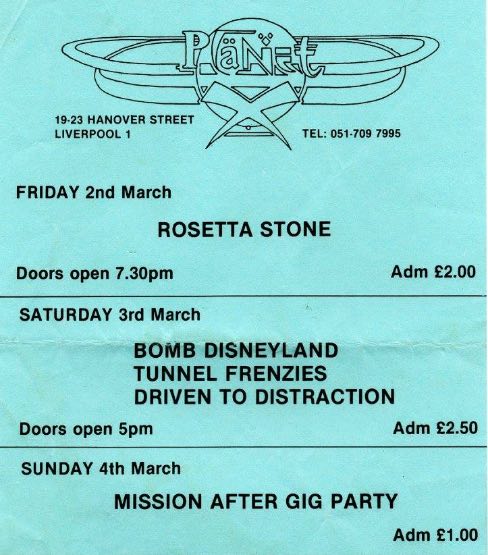 PLaNet X
19-23 HANOVER STREET
LIVERPOOL 1
TEL: 051-709 7995
FRIDAY 2nd March
ROSETTA STONE
Doors open 7.30pm Adm £2.00
SATURDAY 3rd March
BOMB DISNEYLAND
TUNNEL FRENZIES
DRIVEN TO DISTRACTION
Doors open 5pm Adm £2.50
SUNDAY 4th March
MISSION AFTER GIG PARTY
Adm £1.00